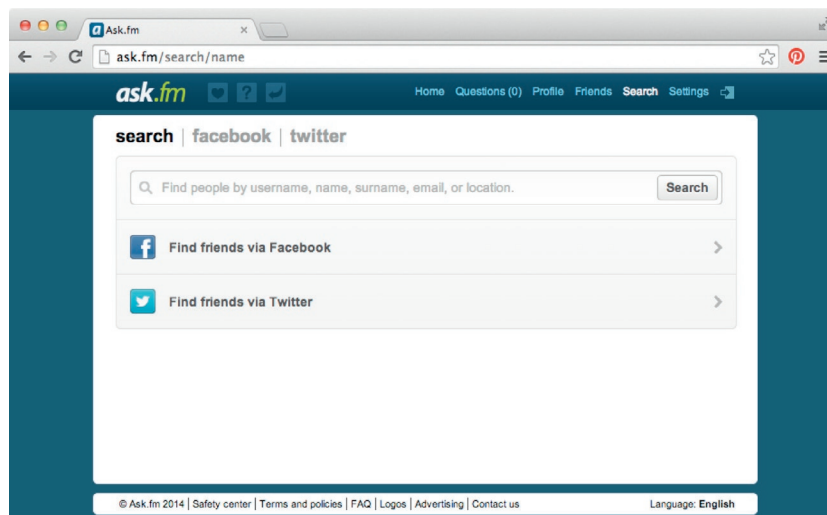 Ask.fm
ask.fm/search/name
ask.fm Home Questions (0) Profile Friends Search Settings
search | facebook | twitter
Find people by username, name, surname, email, or location. Search
Find friends via Facebook
Find friends via Twitter
© Ask.fm 2014 | Safety center | Terms and policies | FAQ | Logos | Advertising | Contact us Language: English